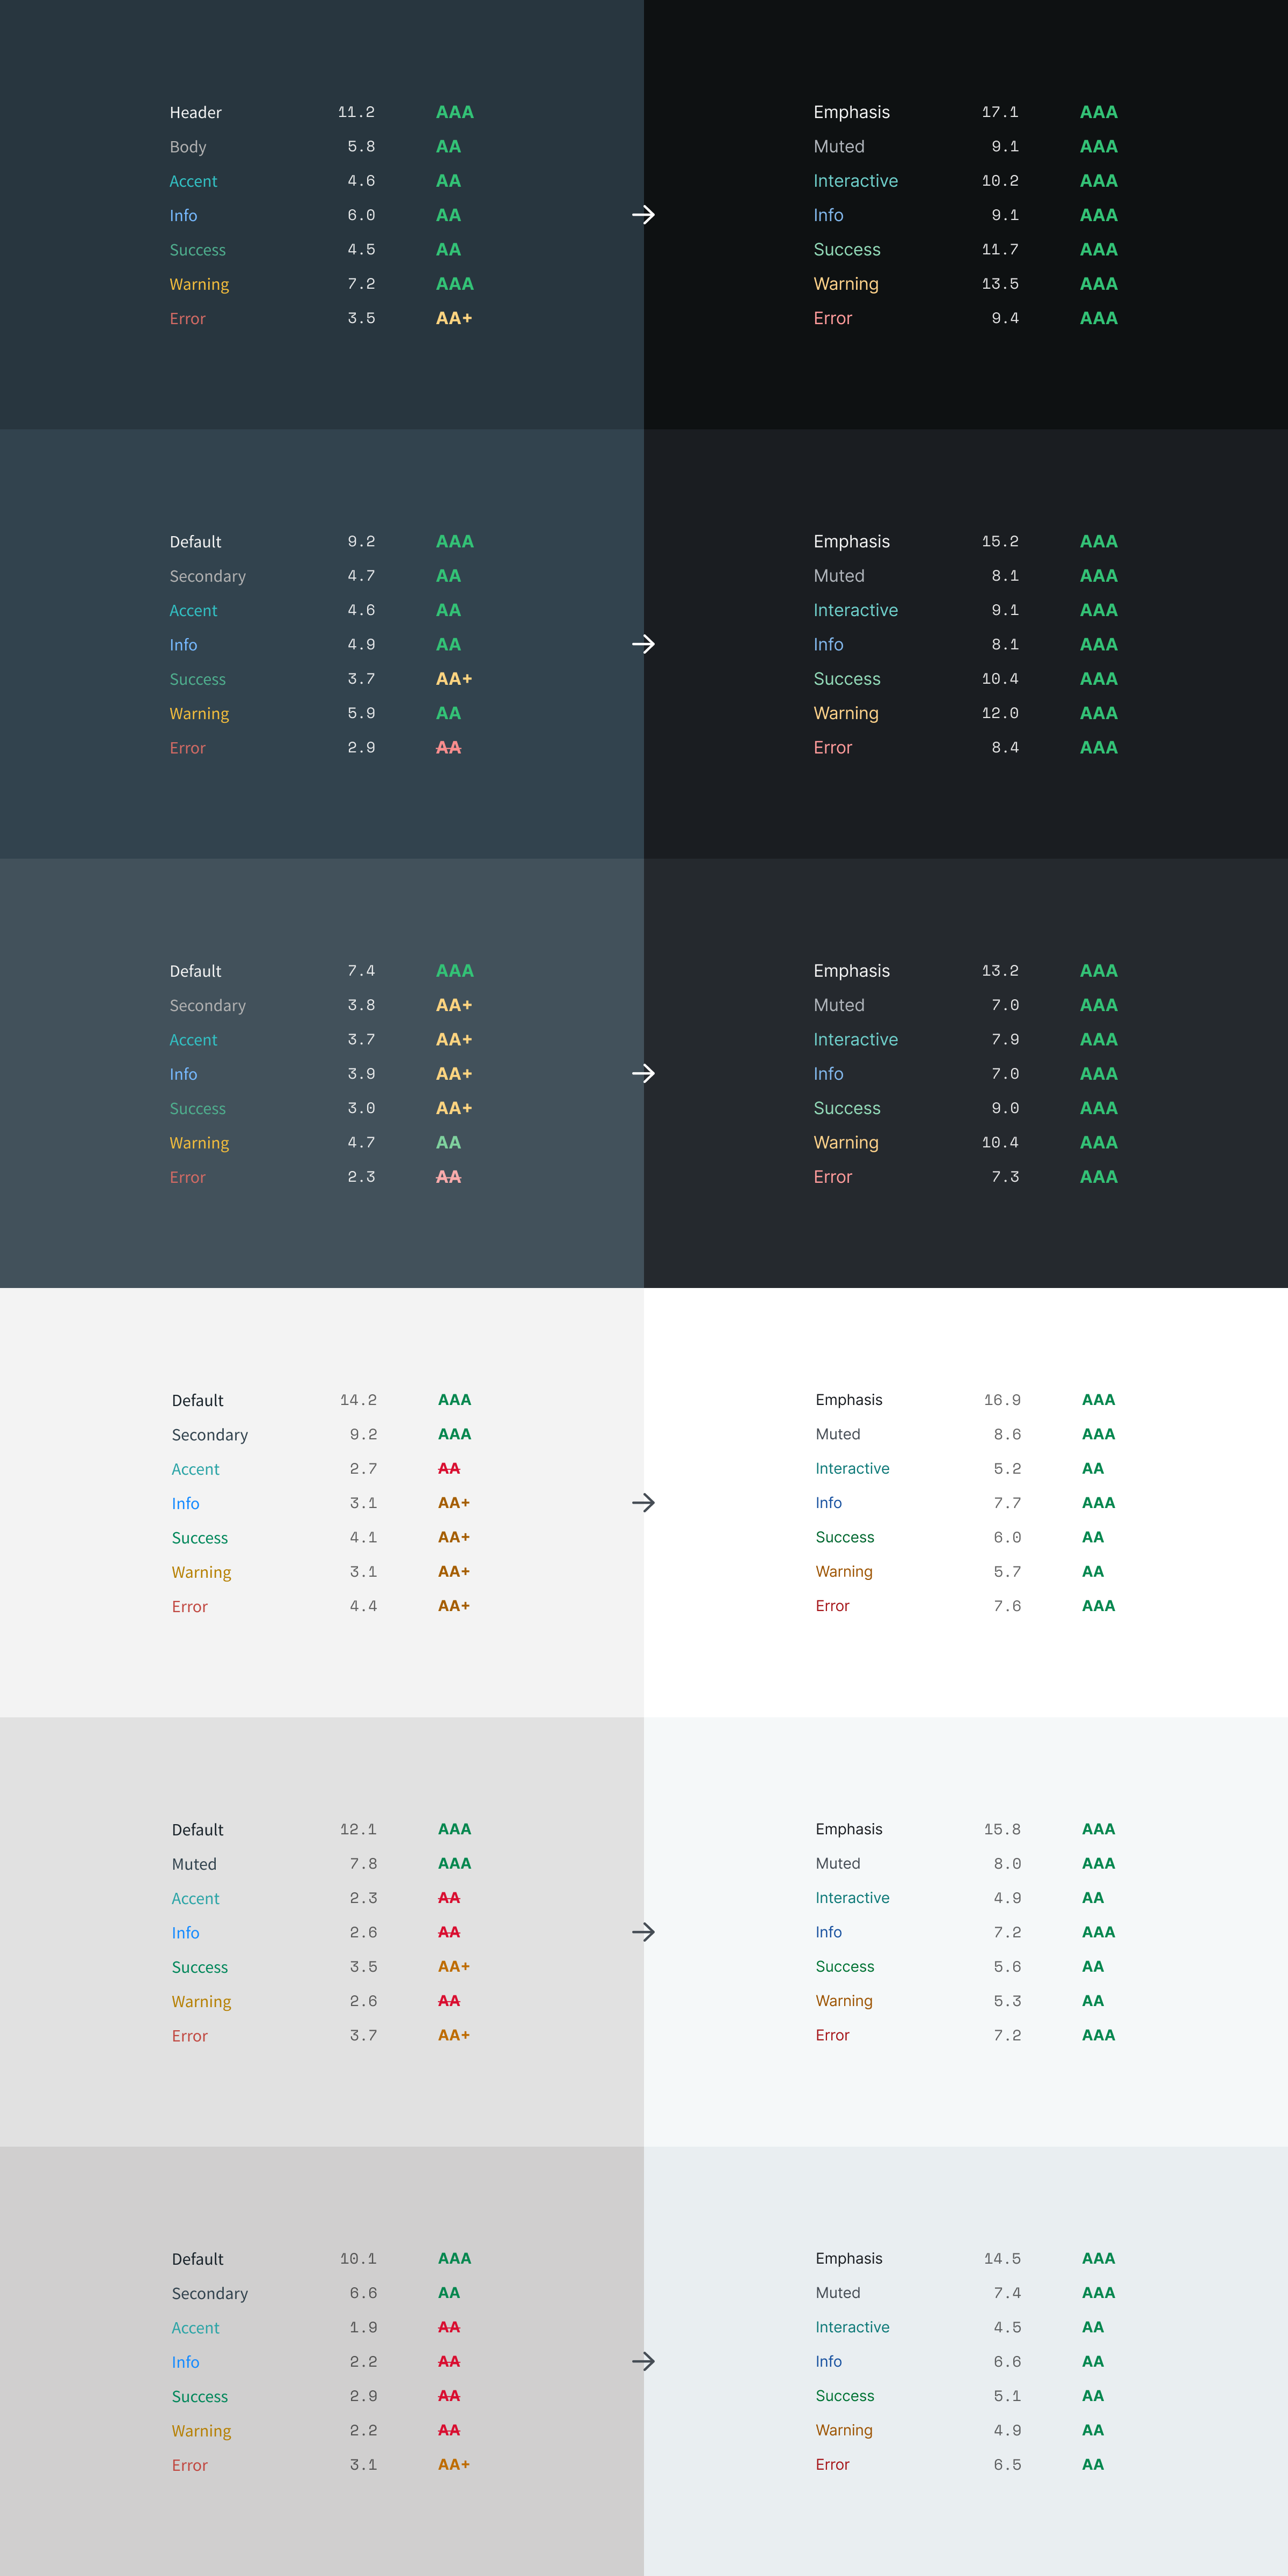 Header 11.2 AAA
Body 5.8 AA
Accent 4.6 AA
Info 6.0 AA
Success 4.5 AA
Warning 7.2 AAA
Error 3.5 AA+
→
Emphasis 17.1 AAA
Muted 9.1 AAA
Interactive 10.2 AAA
Info 9.1 AAA
Success 11.7 AAA
Warning 13.5 AAA
Error 9.4 AAA
Default 9.2 AAA
Secondary 4.7 AA
Accent 4.6 AA
Info 4.9 AA
Success 3.7 AA+
Warning 5.9 AA
Error 2.9 AA
→
Emphasis 15.2 AAA
Muted 8.1 AAA
Interactive 9.1 AAA
Info 8.1 AAA
Success 10.4 AAA
Warning 12.0 AAA
Error 8.4 AAA
Default 7.4 AAA
Secondary 3.8 AA+
Accent 3.7 AA+
Info 3.9 AA+
Success 3.0 AA+
Warning 4.7 AA
Error 2.3 AA
→
Emphasis 13.2 AAA
Muted 7.0 AAA
Interactive 7.9 AAA
Info 7.0 AAA
Success 9.0 AAA
Warning 10.4 AAA
Error 7.3 AAA
Default 14.2 AAA
Secondary 9.2 AAA
Accent 2.7 AA
Info 3.1 AA+
Success 4.1 AA+
Warning 3.1 AA+
Error 4.4 AA+
→
Emphasis 16.9 AAA
Muted 8.6 AAA
Interactive 5.2 AA
Info 7.7 AAA
Success 6.0 AA
Warning 5.7 AA
Error 7.6 AAA
Default 12.1 AAA
Muted 7.8 AAA
Accent 2.3 AA
Info 2.6 AA
Success 3.5 AA+
Warning 2.6 AA
Error 3.7 AA+
→
Emphasis 15.8 AAA
Muted 8.0 AAA
Interactive 4.9 AA
Info 7.2 AAA
Success 5.6 AA
Warning 5.3 AA
Error 7.2 AAA
Default 10.1 AAA
Secondary 6.6 AA
Accent 1.9 AA
Info 2.2 AA
Success 2.9 AA
Warning 2.2 AA
Error 3.1 AA+
→
Emphasis 14.5 AAA
Muted 7.4 AAA
Interactive 4.5 AA
Info 6.6 AA
Success 5.1 AA
Warning 4.9 AA
Error 6.5 AA